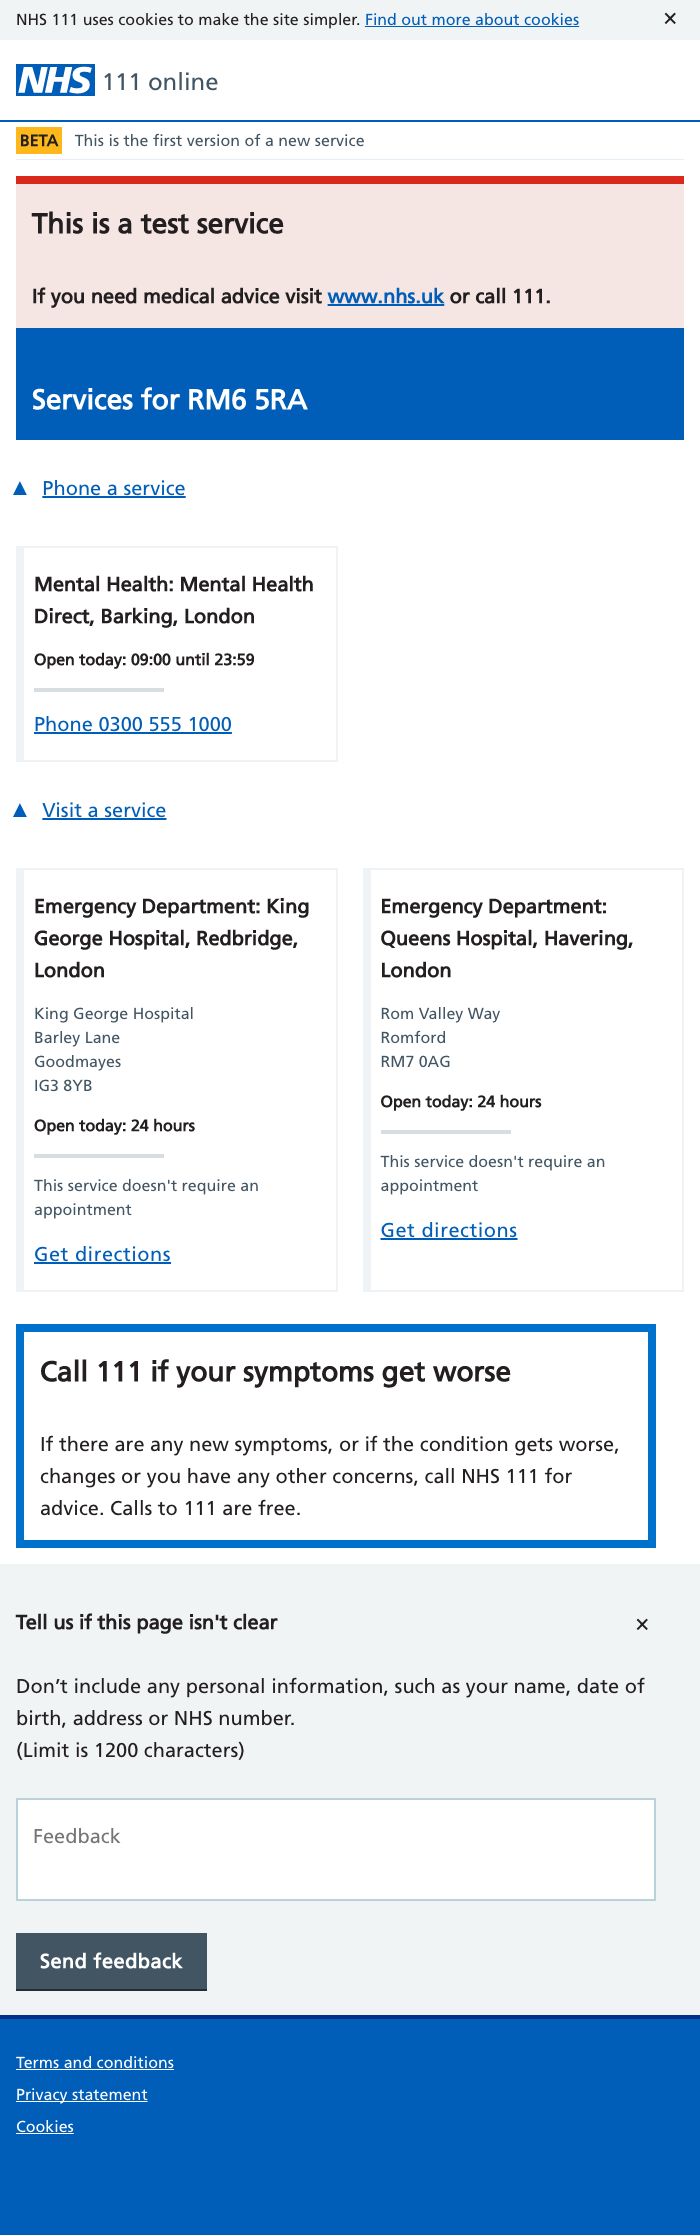 NHS 111 uses cookies to make the site simpler. Find out more about cookies ✕
NHS 111 online
BETA This is the first version of a new service
This is a test service
If you need medical advice visit www.nhs.uk or call 111.
Services for RM6 5RA
▲ Phone a service
Mental Health: Mental Health
Direct, Barking, London
Open today: 09:00 until 23:59
Phone 0300 555 1000
▲ Visit a service
Emergency Department: King
George Hospital, Redbridge,
London
King George Hospital
Barley Lane
Goodmayes
IG3 8YB
Open today: 24 hours
This service doesn't require an
appointment
Get directions
Emergency Department:
Queens Hospital, Havering,
London
Rom Valley Way
Romford
RM7 0AG
Open today: 24 hours
This service doesn't require an
appointment
Get directions
Call 111 if your symptoms get worse
If there are any new symptoms, or if the condition gets worse,
changes or you have any other concerns, call NHS 111 for
advice. Calls to 111 are free.
Tell us if this page isn't clear ✕
Don’t include any personal information, such as your name, date of
birth, address or NHS number.
(Limit is 1200 characters)
Feedback
Send feedback
Terms and conditions
Privacy statement
Cookies